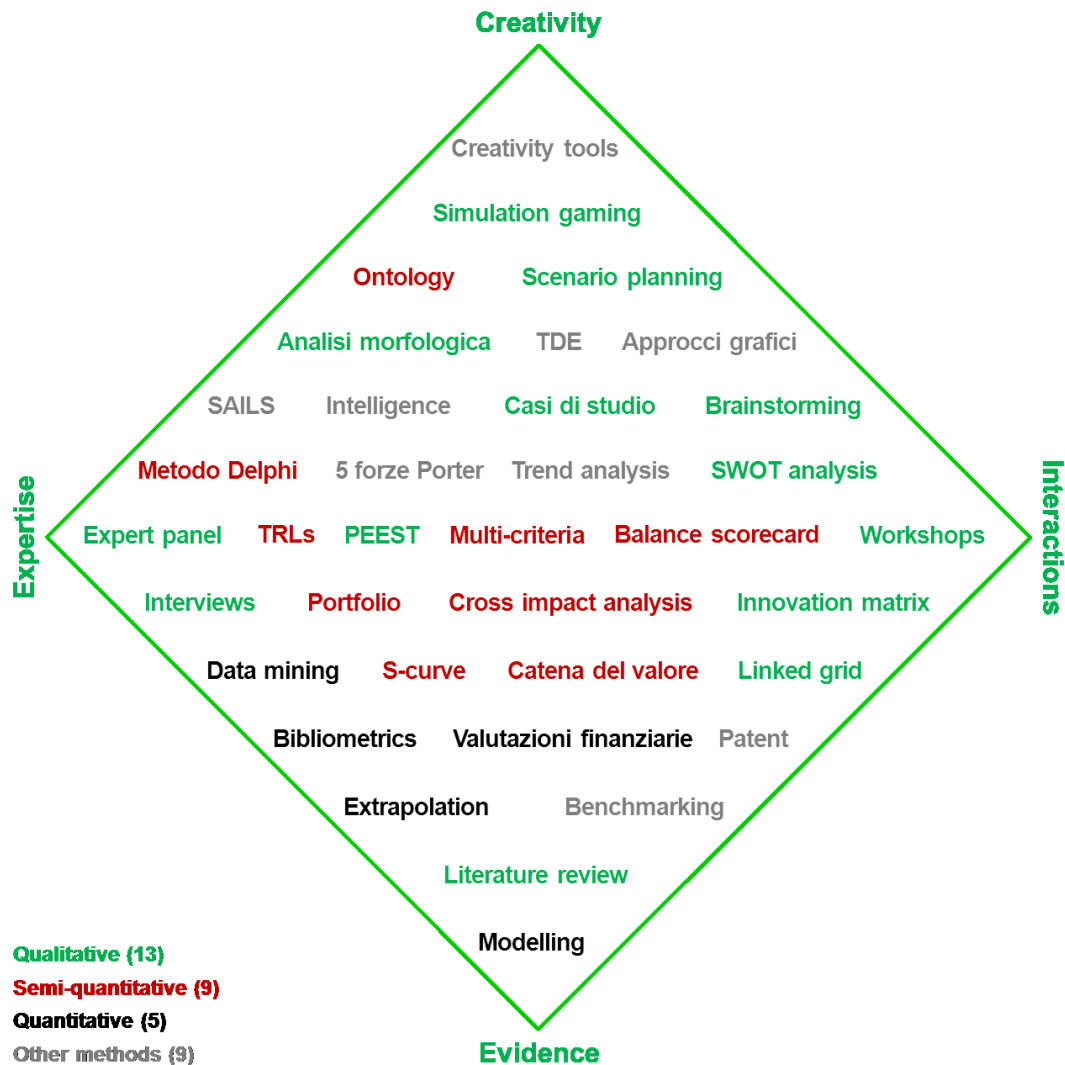 Creativity
Creativity tools
Simulation gaming
Ontology Scenario planning
Analisi morfologica TDE Approcci grafici
SAILS Intelligence Casi di studio Brainstorming
Metodo Delphi 5 forze Porter Trend analysis SWOT analysis
Expertise
Expert panel TRLs PEEST Multi-criteria Balance scorecard Workshops
Interactions
Interviews Portfolio Cross impact analysis Innovation matrix
Data mining S-curve Catena del valore Linked grid
Bibliometrics Valutazioni finanziarie Patent
Extrapolation Benchmarking
Literature review
Modelling
Evidence
Qualitative (13)
Semi-quantitative (9)
Quantitative (5)
Other methods (9)